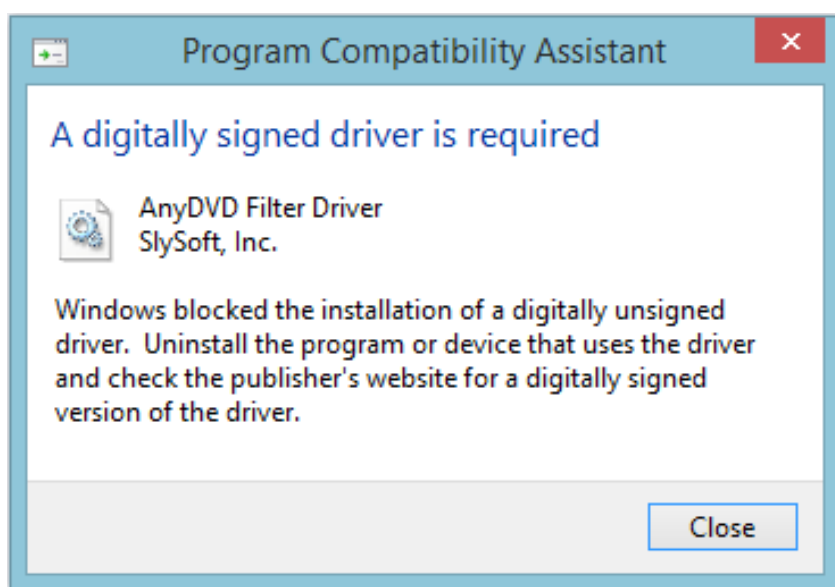 Program Compatibility Assistant
A digitally signed driver is required
AnyDVD Filter Driver
SlySoft, Inc.
Windows blocked the installation of a digitally unsigned
driver.  Uninstall the program or device that uses the driver
and check the publisher's website for a digitally signed
version of the driver.
Close